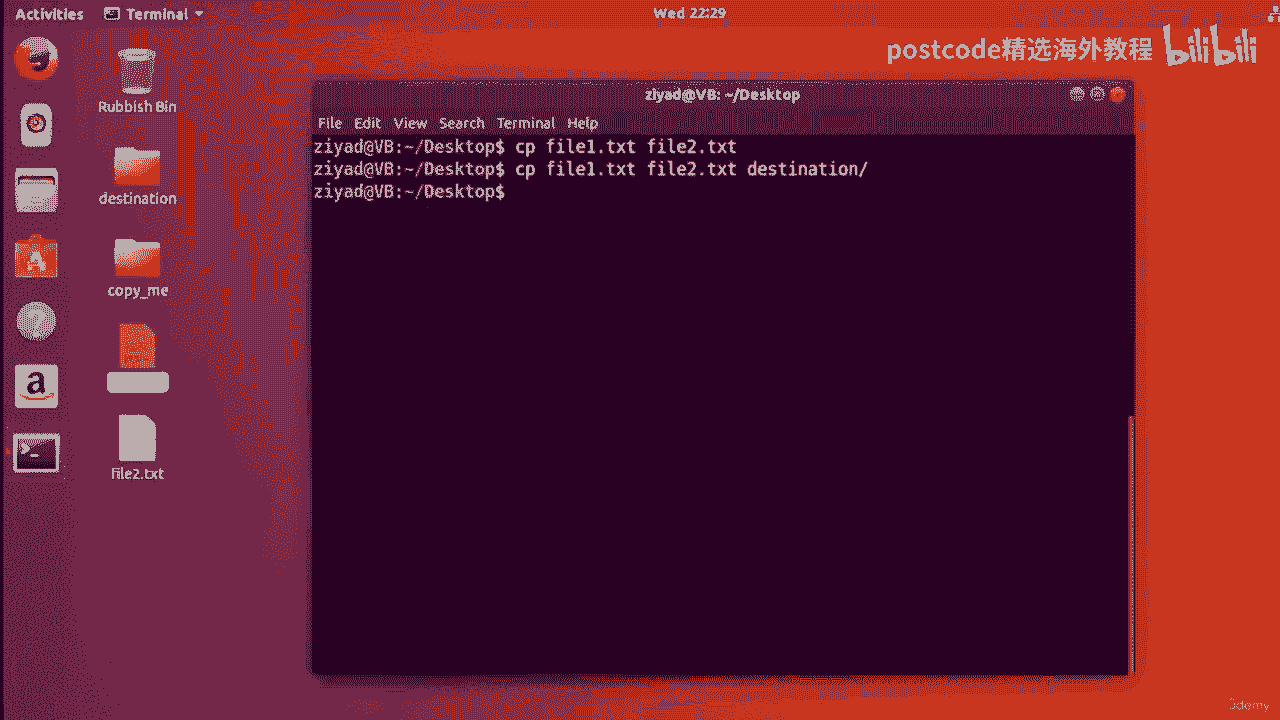 Activities Terminal Wed 22:29
postcode精选海外教程 bilibili
Rubbish Bin
destination
copy_me
file2.txt
ziyad@VB: ~/Desktop
File Edit View Search Terminal Help
ziyad@VB:~/Desktop$ cp file1.txt file2.txt
ziyad@VB:~/Desktop$ cp file1.txt file2.txt destination/
ziyad@VB:~/Desktop$
Udemy